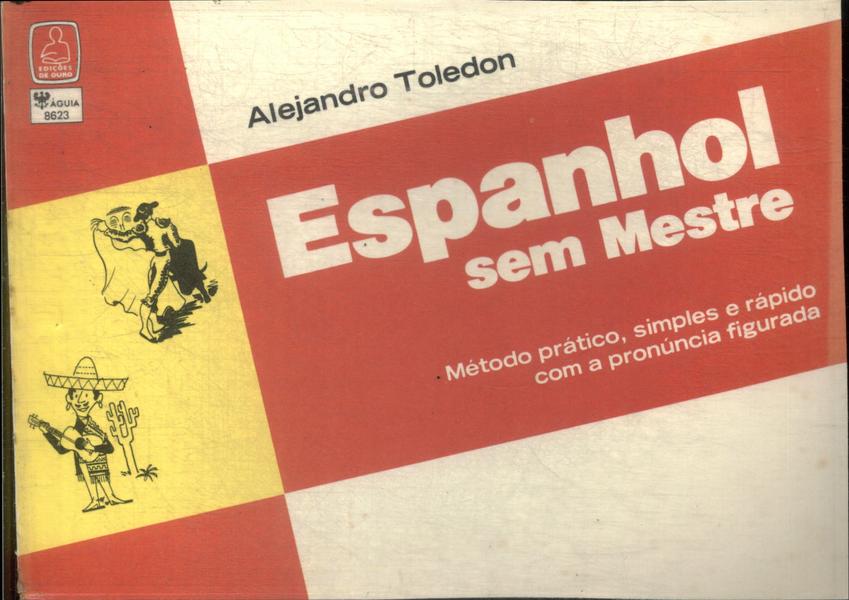 EDIÇÕES
DE OURO
ÁGUIA
8623
Alejandro Toledon
Espanhol
sem Mestre
Método prático, simples e rápido
com a pronúncia figurada